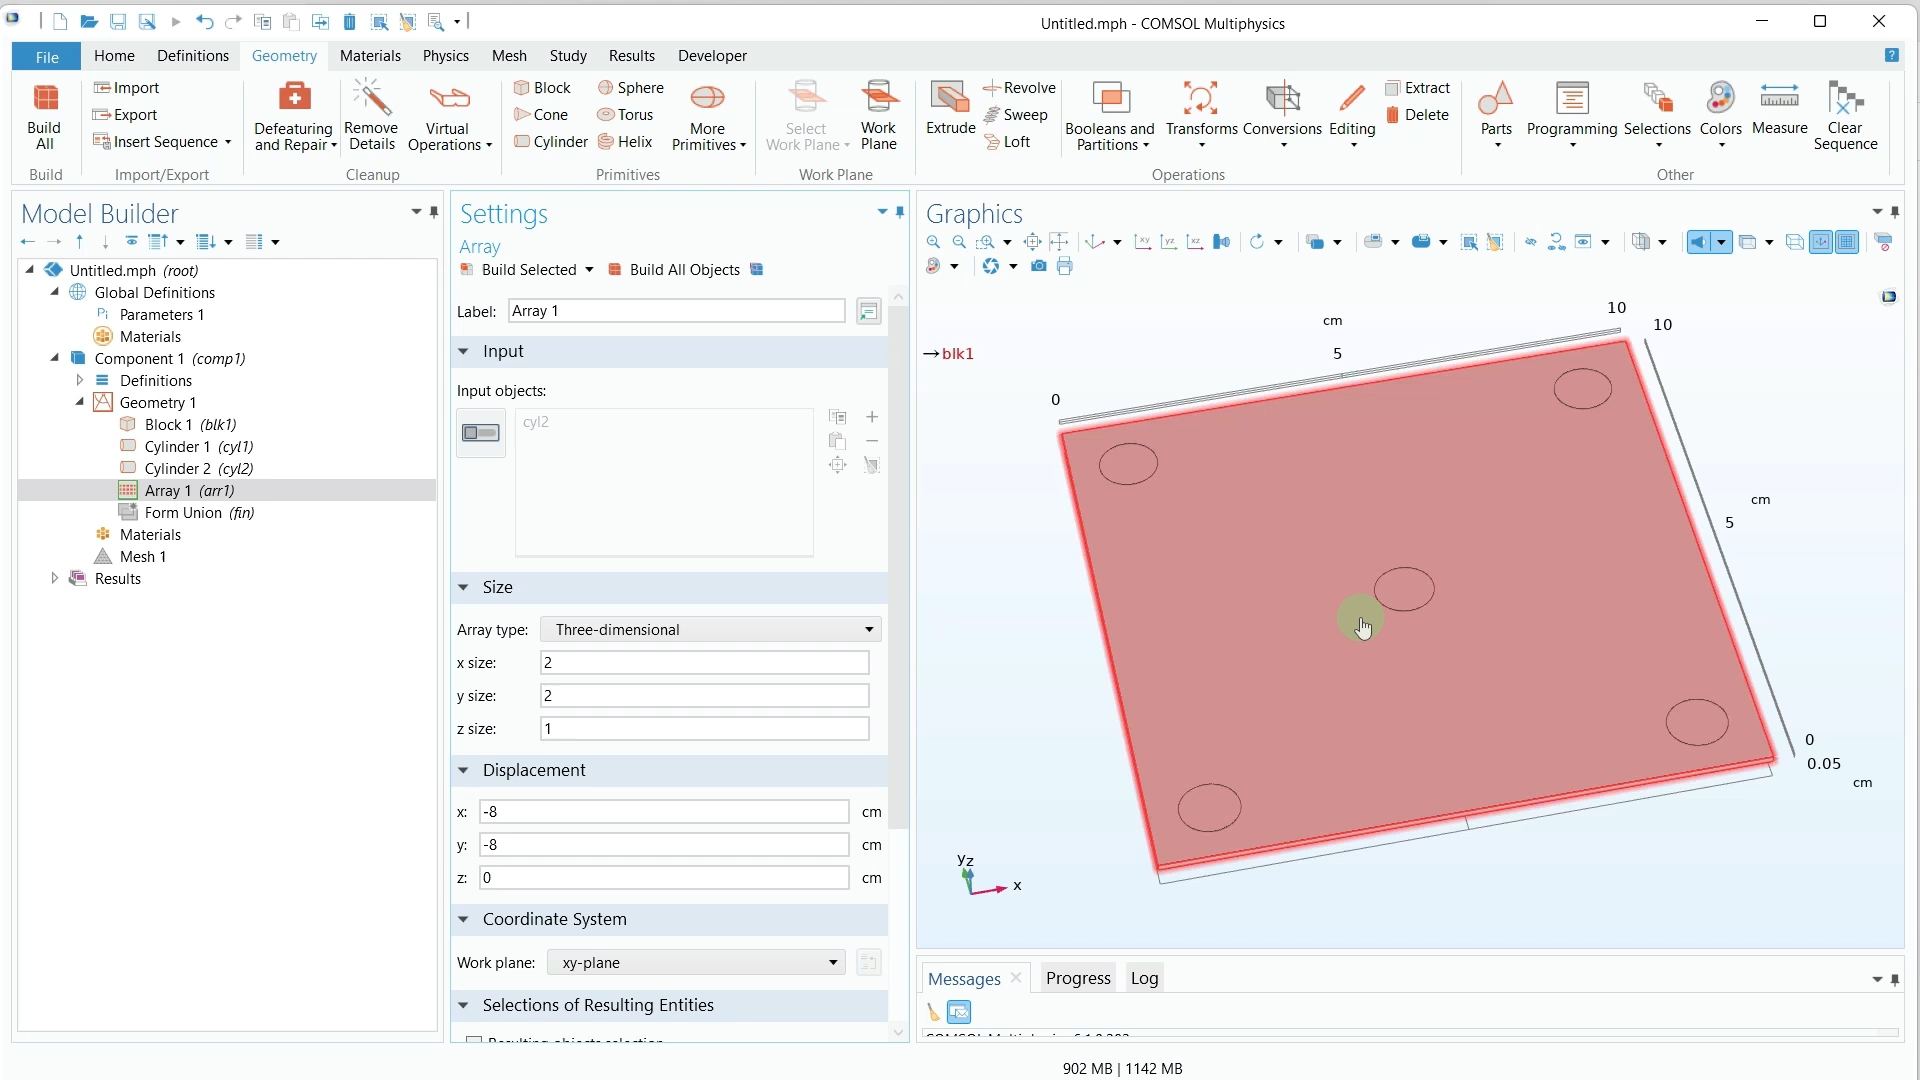 Untitled.mph - COMSOL Multiphysics
File
Home
Definitions
Geometry
Materials
Physics
Mesh
Study
Results
Developer
Build All
Import
Export
Insert Sequence
Defeaturing and Repair
Remove Details
Virtual Operations
Block
Cone
Cylinder
Sphere
Torus
Helix
More Primitives
Select Work Plane
Work Plane
Extrude
Revolve
Sweep
Loft
Booleans and Partitions
Transforms
Conversions
Editing
Extract
Delete
Parts
Programming
Selections
Colors
Measure
Clear Sequence
Build
Import/Export
Cleanup
Primitives
Work Plane
Operations
Other
Model Builder
Untitled.mph (root)
Global Definitions
Pi Parameters 1
Materials
Component 1 (comp1)
Definitions
Geometry 1
Block 1 (blk1)
Cylinder 1 (cyl1)
Cylinder 2 (cyl2)
Array 1 (arr1)
Form Union (fin)
Materials
Mesh 1
Results
Settings
Array
Build Selected
Build All Objects
Label: Array 1
Input
Input objects:
cyl2
Size
Array type: Three-dimensional
x size: 2
y size: 2
z size: 1
Displacement
x: -8 cm
y: -8 cm
z: 0 cm
Coordinate System
Work plane: xy-plane
Selections of Resulting Entities
Graphics
xy
yz
xz
→blk1
10
10
cm
5
0
cm
5
0
0.05
cm
yz
x
Messages
Progress
Log
902 MB | 1142 MB